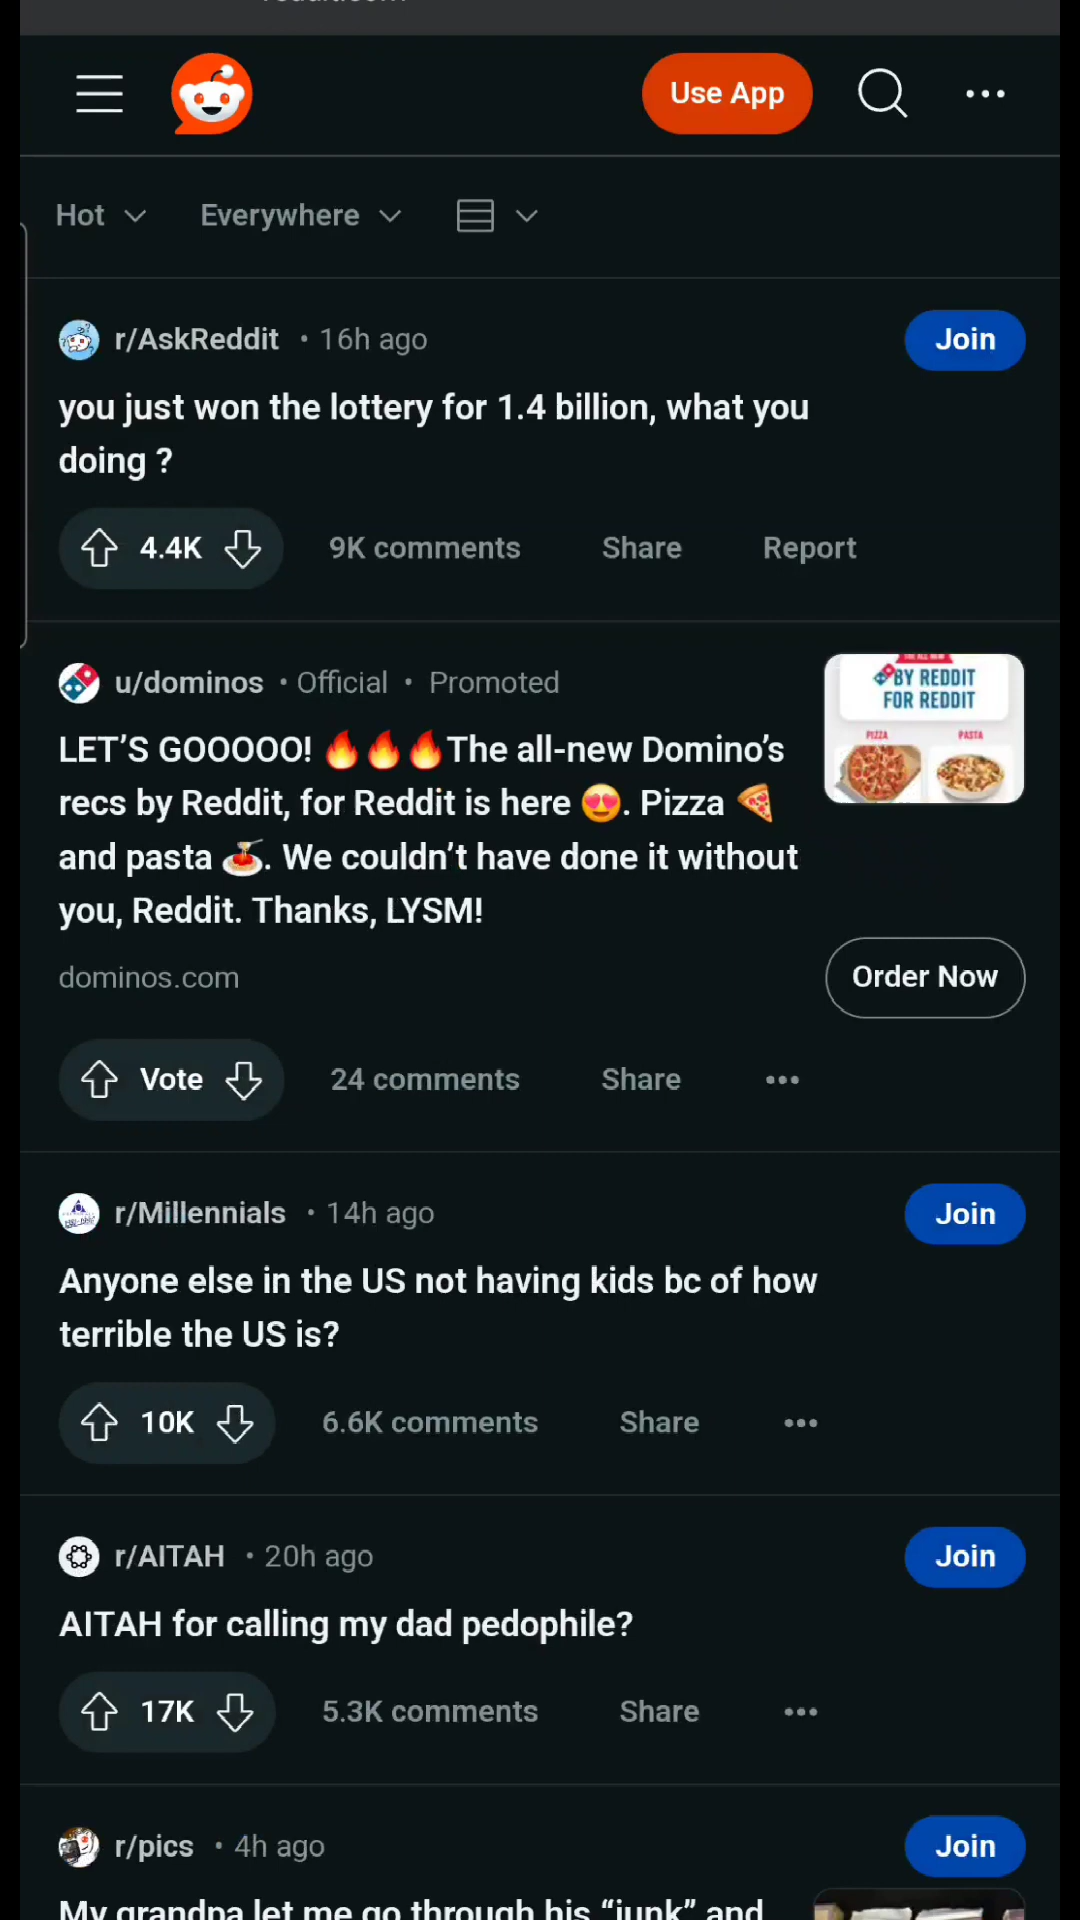 Use App
Hot
Everywhere
r/AskReddit • 16h ago
Join
you just won the lottery for 1.4 billion, what you
doing ?
4.4K
9K comments
Share
Report
u/dominos • Official • Promoted
BY REDDIT
FOR REDDIT
PIZZA
PASTA
LET’S GOOOOO! 🔥🔥🔥The all-new Domino’s
recs by Reddit, for Reddit is here 😍. Pizza 🍕
and pasta 🍝. We couldn’t have done it without
you, Reddit. Thanks, LYSM!
dominos.com
Order Now
Vote
24 comments
Share
r/Millennials • 14h ago
Join
Anyone else in the US not having kids bc of how
terrible the US is?
10K
6.6K comments
Share
r/AITAH • 20h ago
Join
AITAH for calling my dad pedophile?
17K
5.3K comments
Share
r/pics • 4h ago
Join
My grandpa let me go through his “junk” and